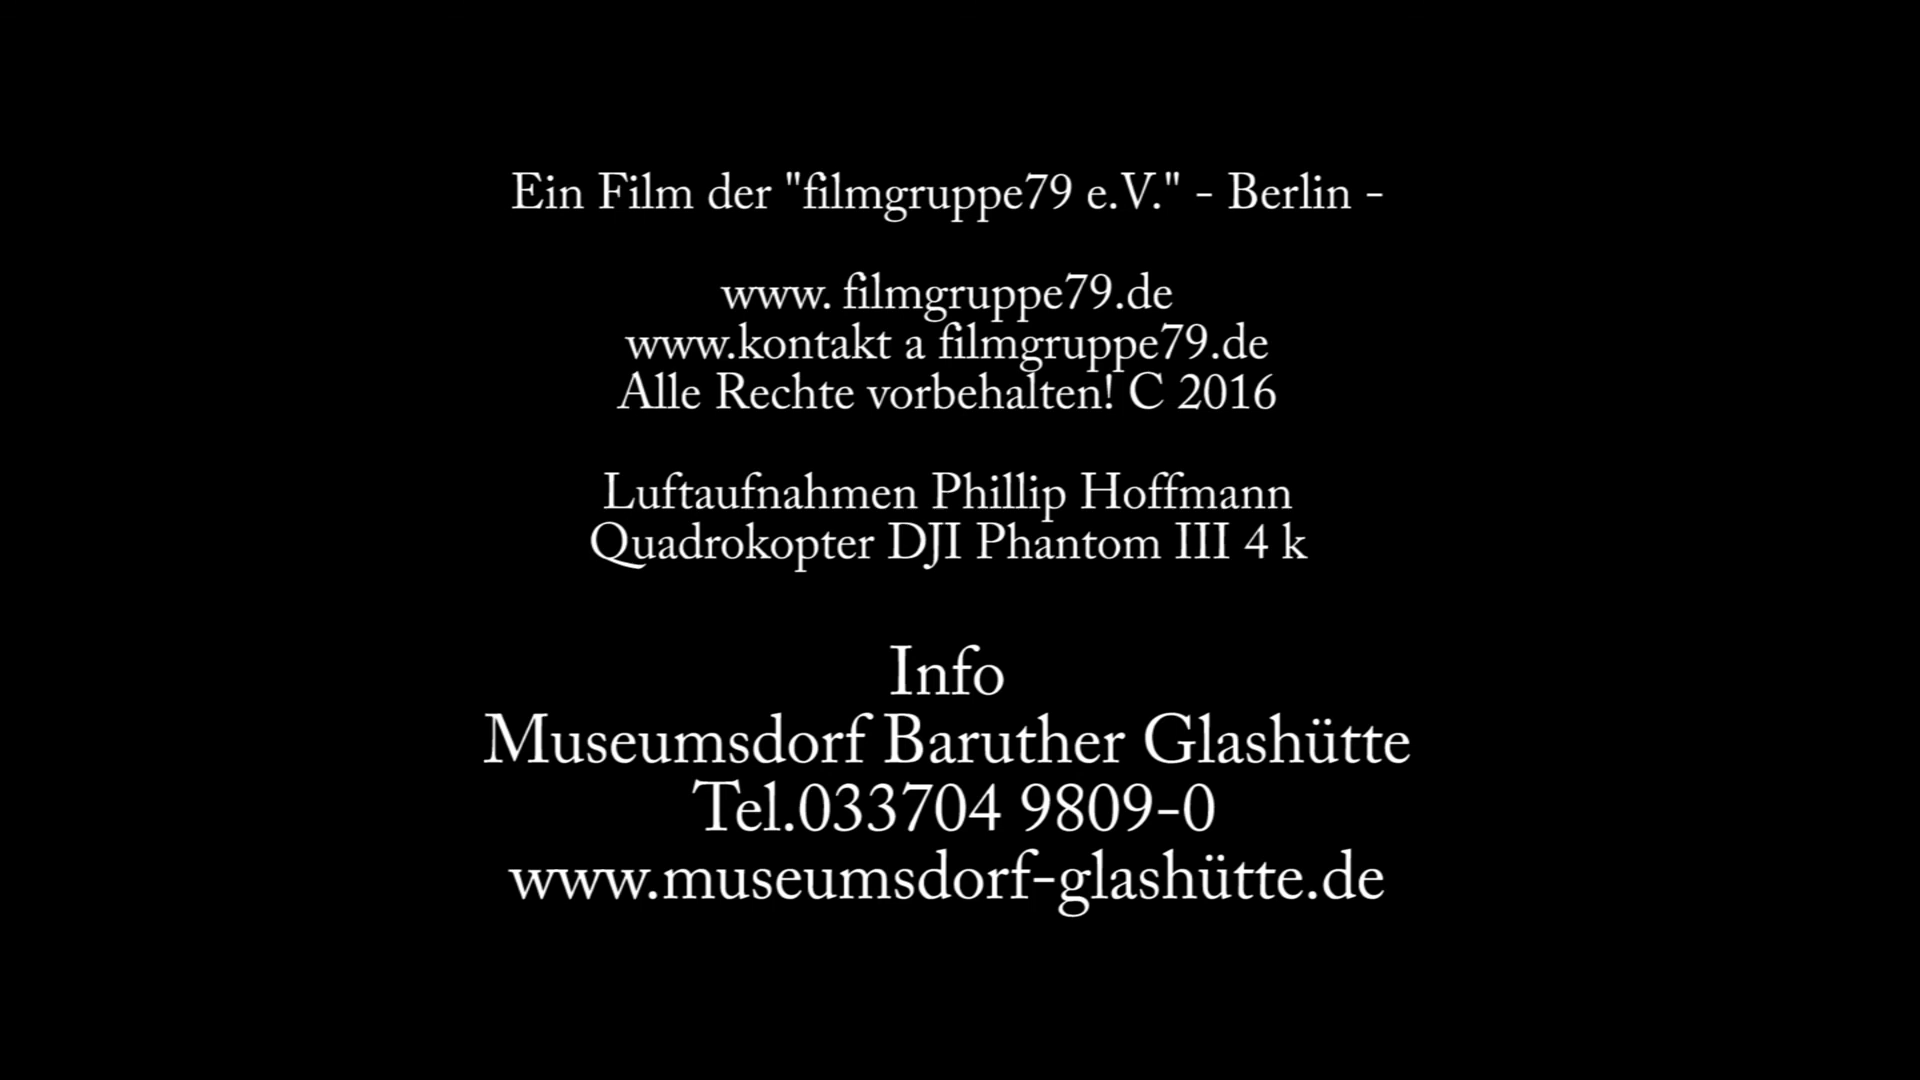 Ein Film der "filmgruppe79 e.V." - Berlin -
www. filmgruppe79.de
www.kontakt a filmgruppe79.de
Alle Rechte vorbehalten! C 2016
Luftaufnahmen Phillip Hoffmann
Quadrokopter DJI Phantom III 4 k
Info
Museumsdorf Baruther Glashütte
Tel.033704 9809-0
www.museumsdorf-glashütte.de